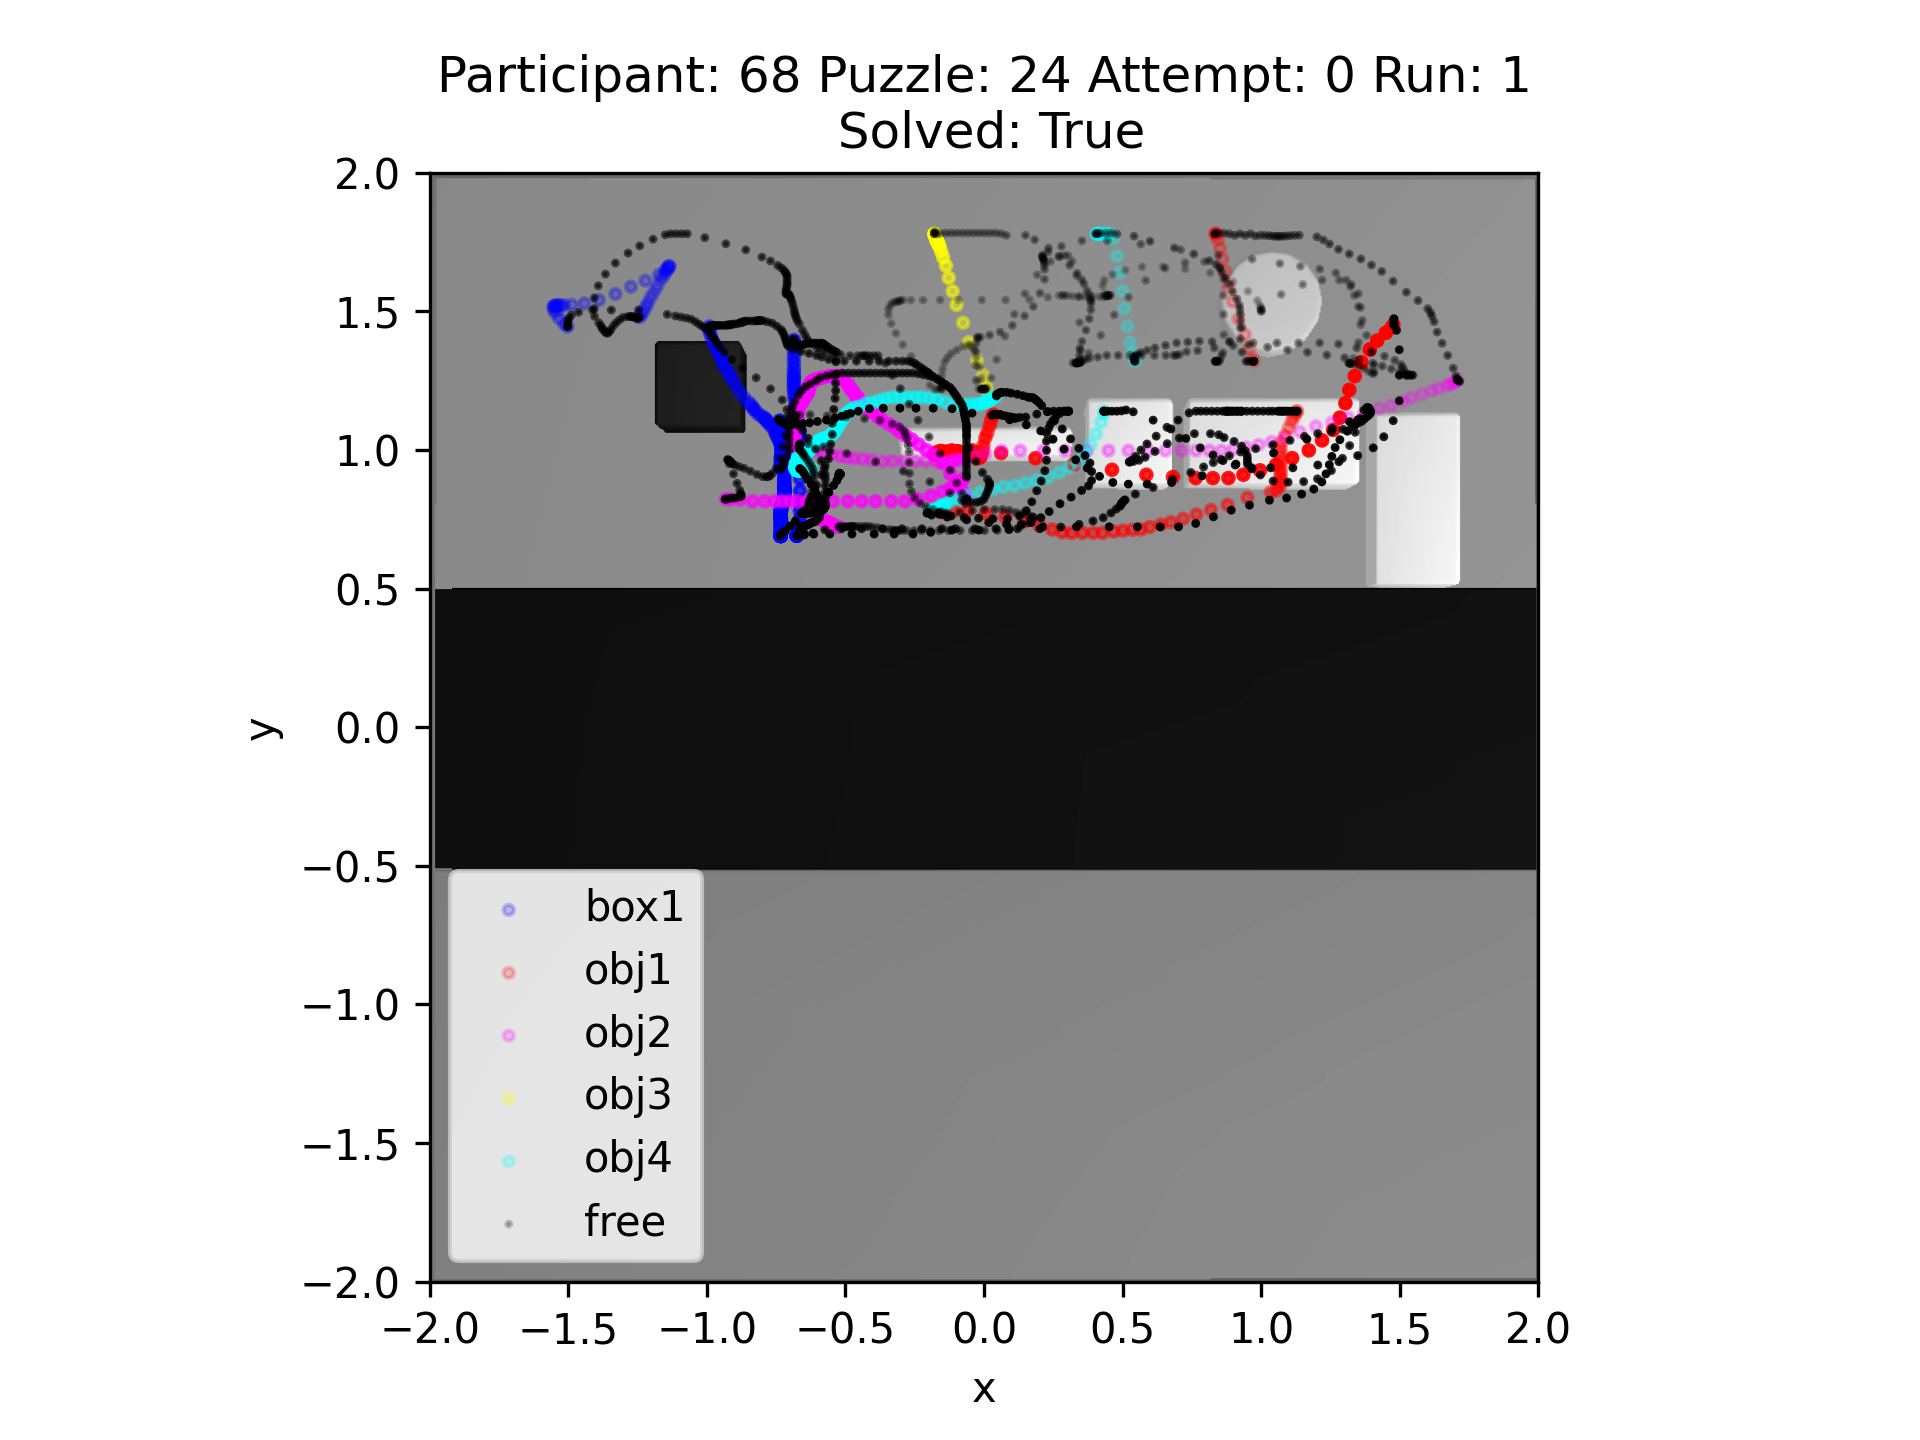 Participant: 68 Puzzle: 24 Attempt: 0 Run: 1
Solved: True
2.0
1.5
1.0
0.5
0.0
−0.5
−1.0
−1.5
−2.0
y
box1
obj1
obj2
obj3
obj4
free
−2.0 −1.5 −1.0 −0.5 0.0 0.5 1.0 1.5 2.0
x